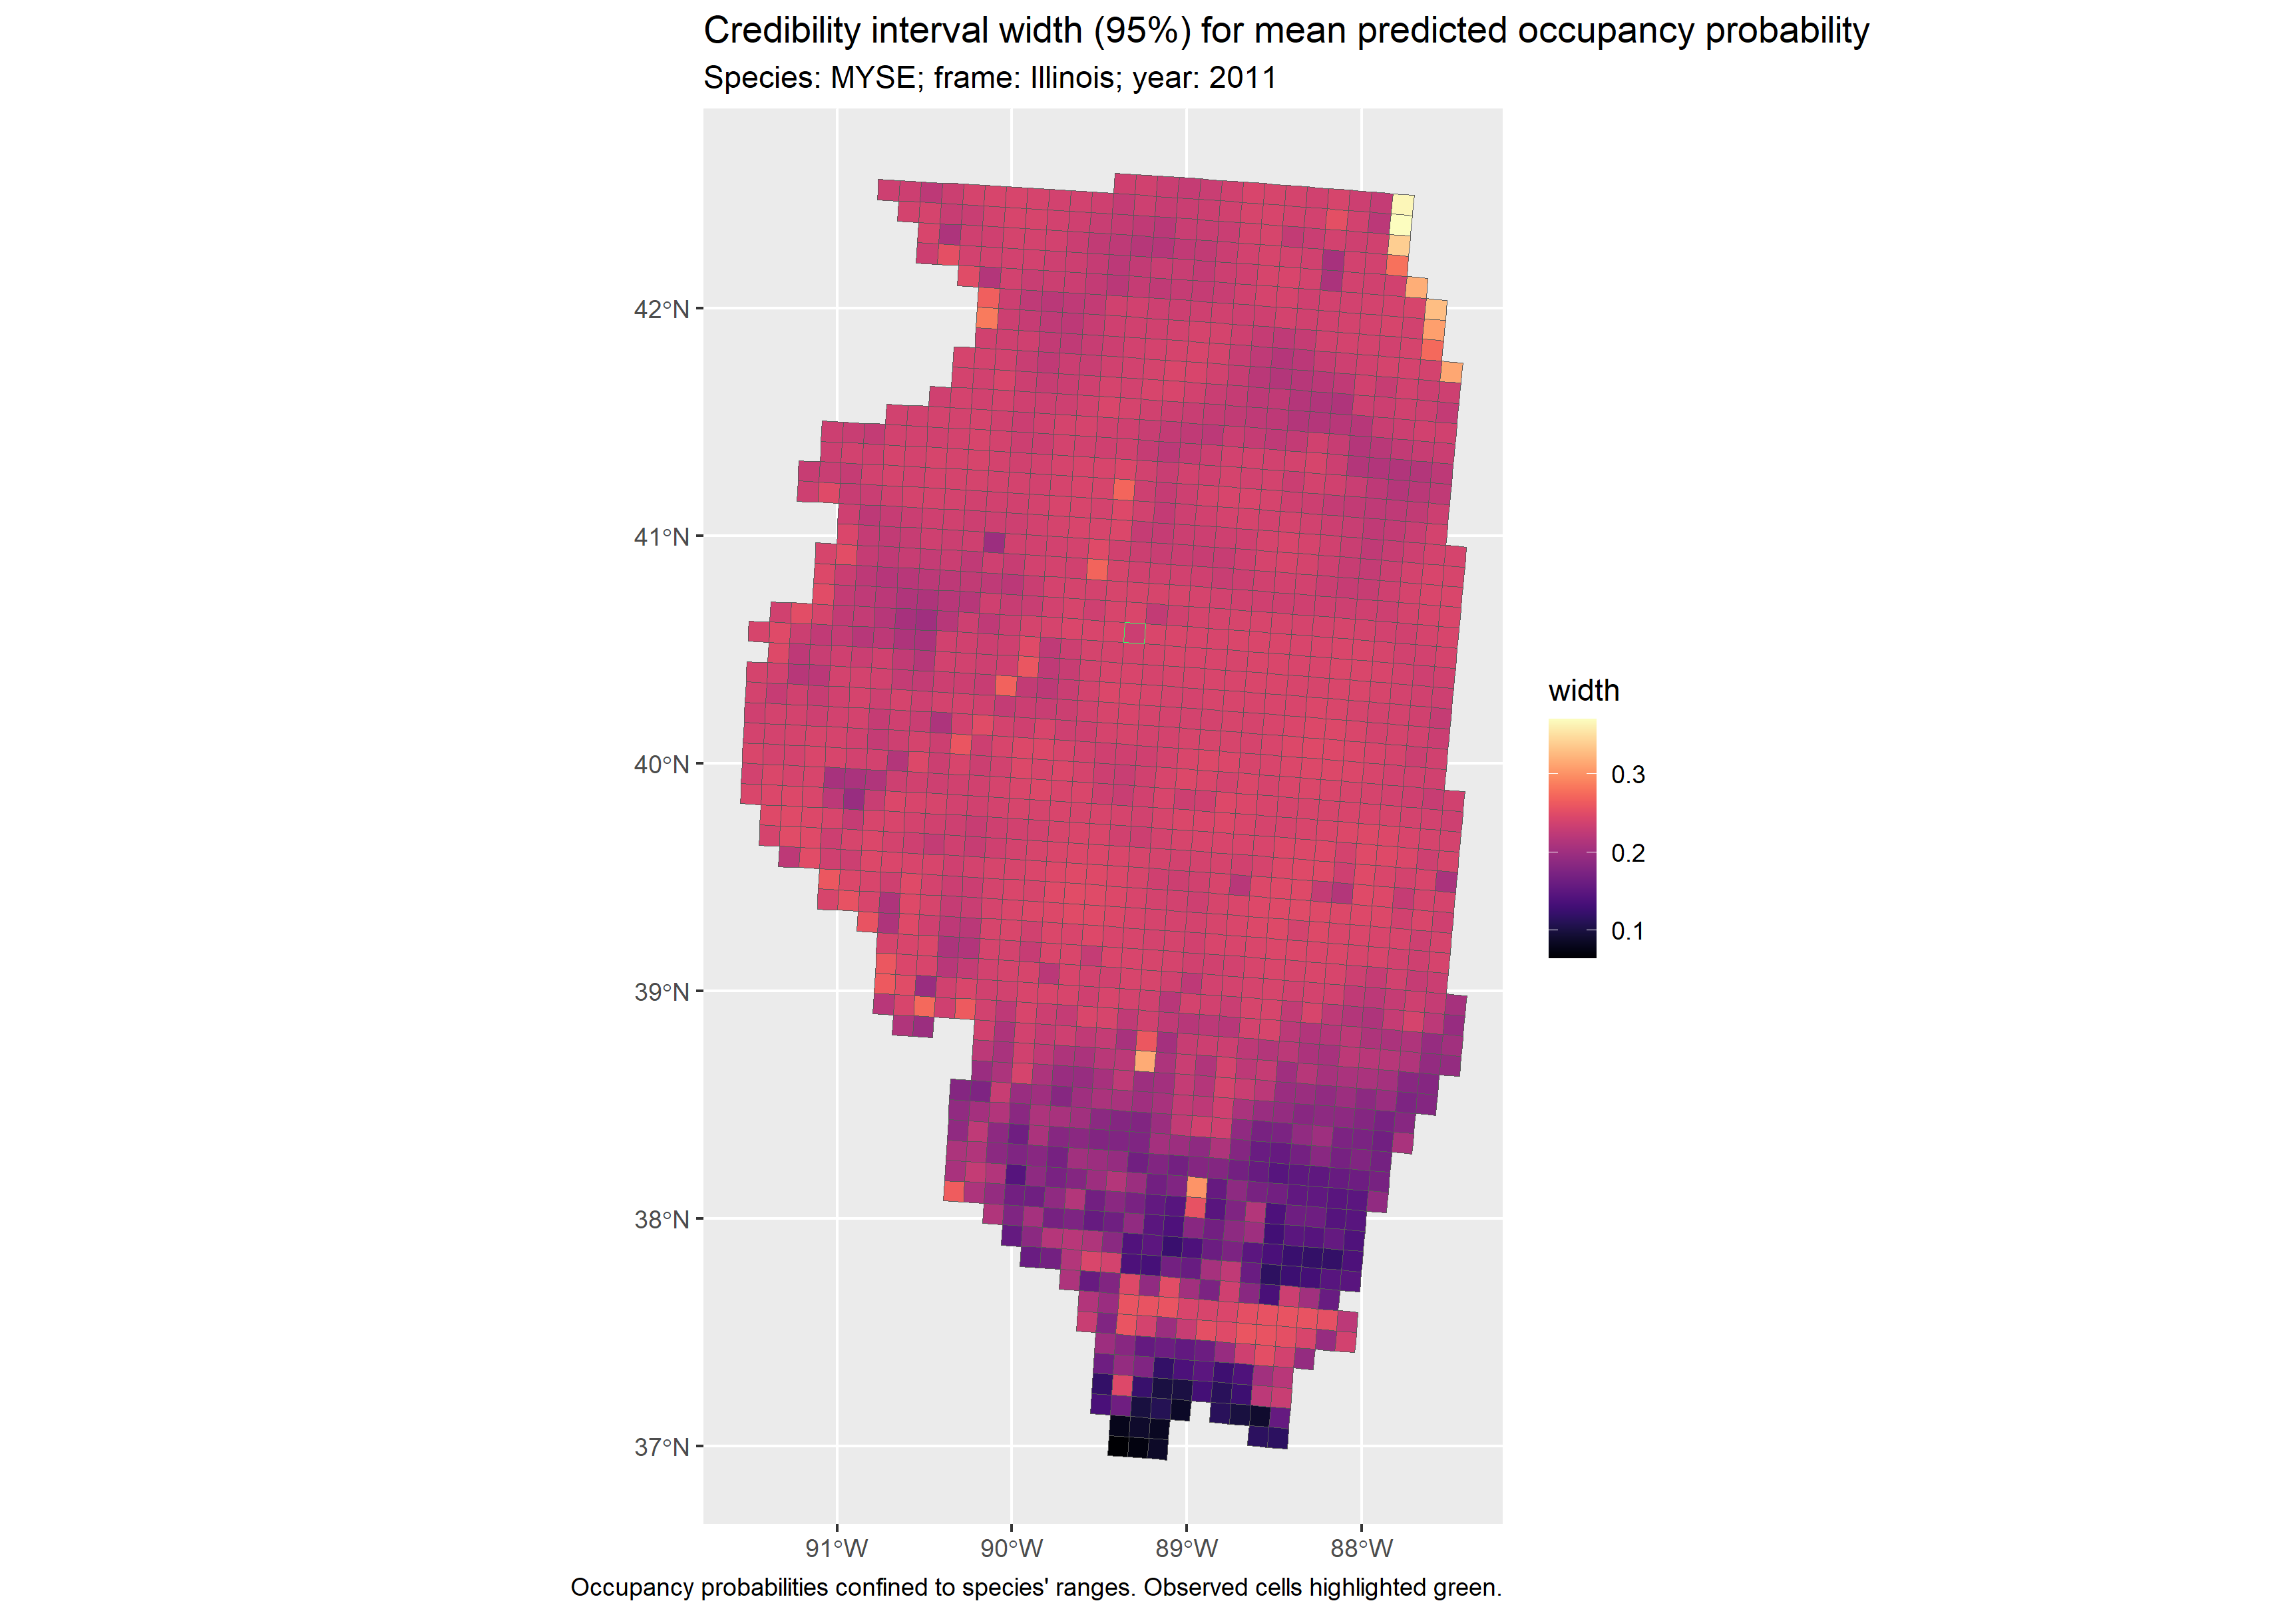 Credibility interval width (95%) for mean predicted occupancy probability
Species: MYSE; frame: Illinois; year: 2011
42°N
41°N
40°N
39°N
38°N
37°N
91°W 90°W 89°W 88°W
width
0.3
0.2
0.1
Occupancy probabilities confined to species' ranges. Observed cells highlighted green.